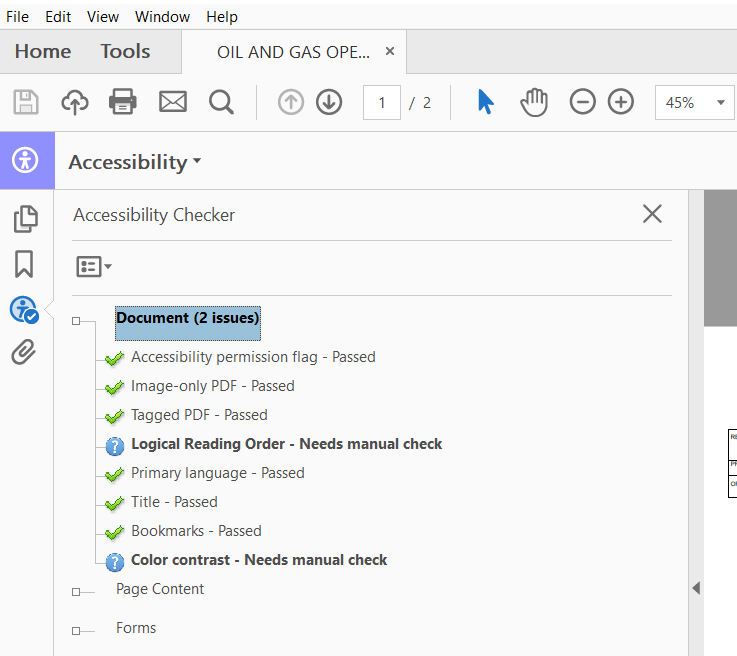 File Edit View Window Help
Home Tools OIL AND GAS OPE... ×
1 / 2 45%
Accessibility
Accessibility Checker
Document (2 issues)
Accessibility permission flag - Passed
Image-only PDF - Passed
Tagged PDF - Passed
Logical Reading Order - Needs manual check
Primary language - Passed
Title - Passed
Bookmarks - Passed
Color contrast - Needs manual check
Page Content
Forms